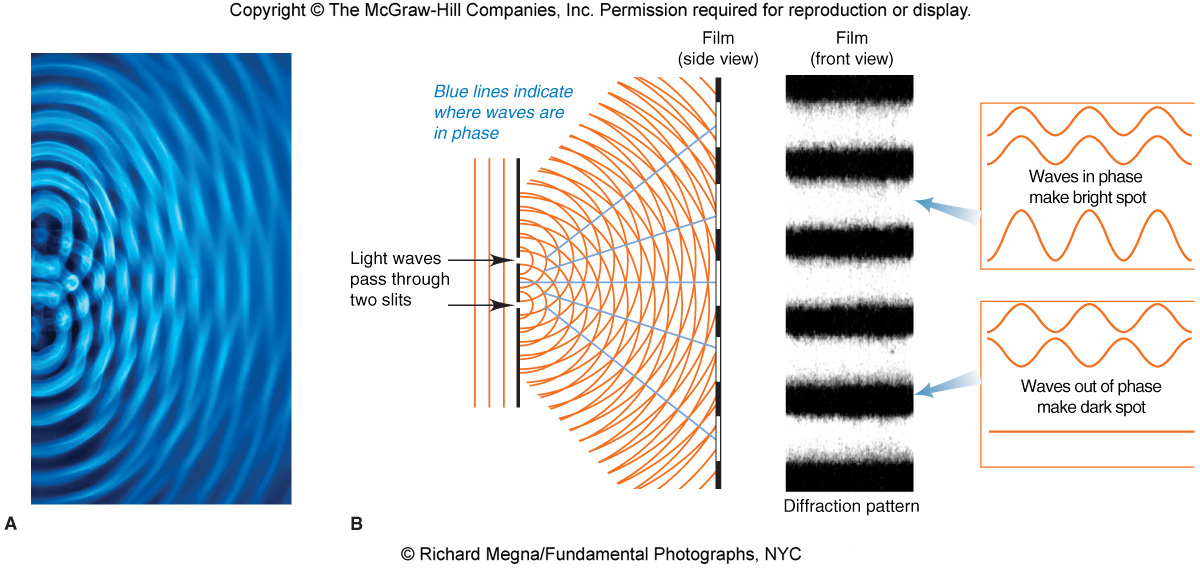 Copyright © The McGraw-Hill Companies, Inc. Permission required for reproduction or display.
Film
(side view)
Film
(front view)
Blue lines indicate
where waves are
in phase
Light waves
pass through
two slits
Waves in phase
make bright spot
Waves out of phase
make dark spot
Diffraction pattern
A
B
© Richard Megna/Fundamental Photographs, NYC